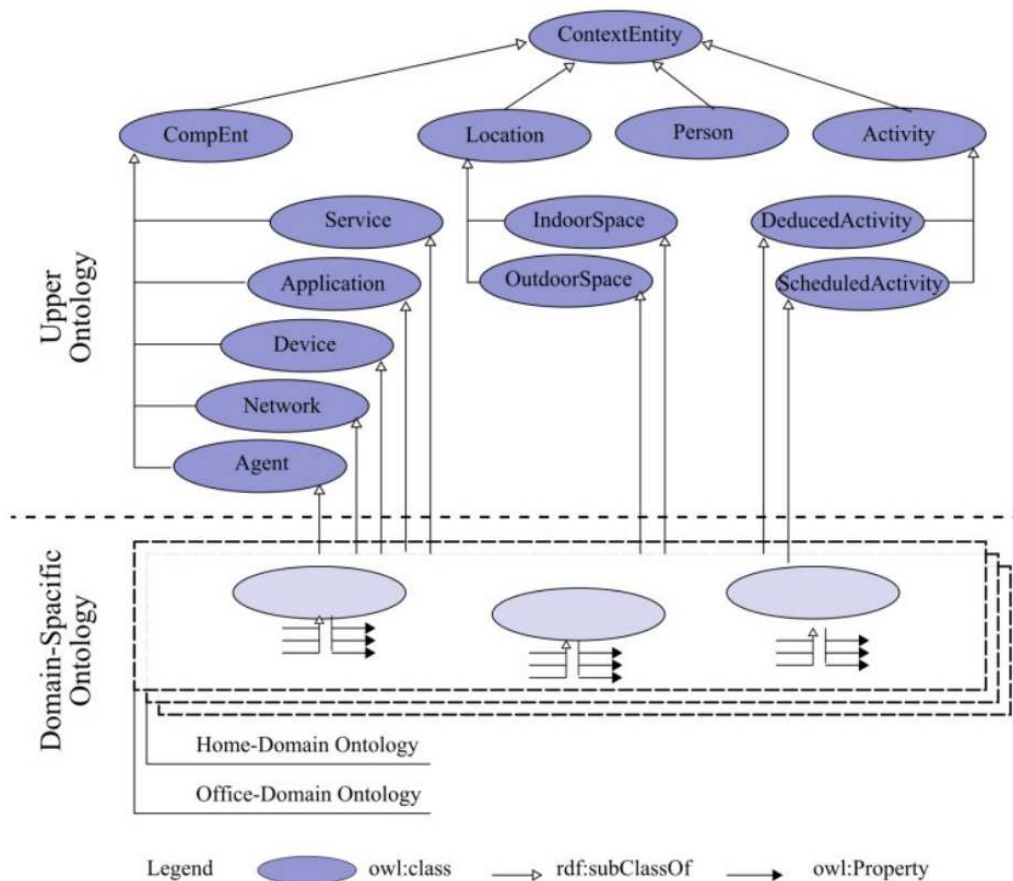 ContextEntity
CompEnt
Location
Person
Activity
Service
IndoorSpace
DeducedActivity
Application
OutdoorSpace
ScheduledActivity
Device
Network
Agent
Upper
Ontology
Domain-Spacific
Ontology
Home-Domain Ontology
Office-Domain Ontology
Legend
owl:class
rdf:subClassOf
owl:Property